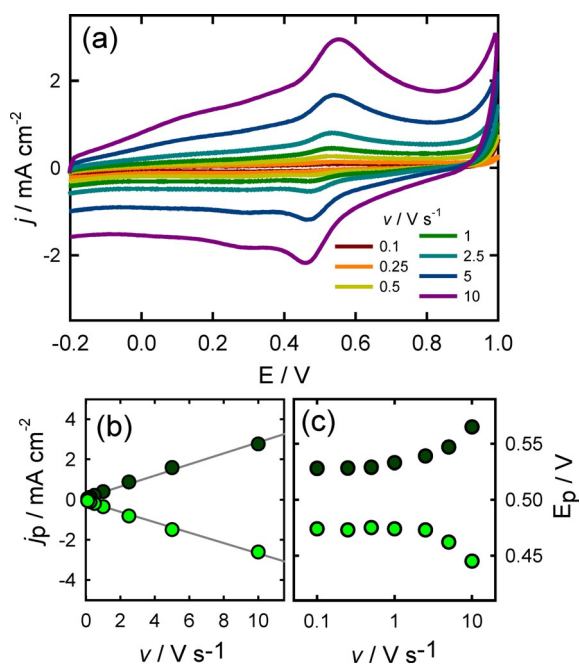 (a)
j / mA cm-2
2
0
-2
v / V s-1
0.1
0.25
0.5
1
2.5
5
10
-0.2 0.0 0.2 0.4 0.6 0.8 1.0
E / V
(b)
jp / mA cm-2
4
2
0
-2
-4
0 2 4 6 8 10
v / V s-1
(c)
0.55
0.50
0.45
Ep / V
0.1 1 10
v / V s-1